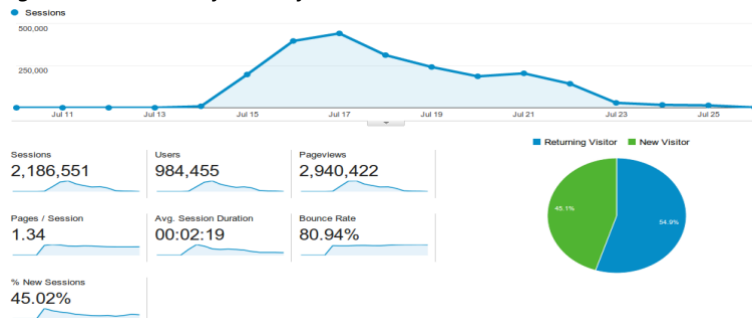 Sessions
500,000
250,000
Jul 11 Jul 13 Jul 15 Jul 17 Jul 19 Jul 21 Jul 23 Jul 25
Returning Visitor New Visitor
Sessions Users Pageviews
2,186,551 984,455 2,940,422
Pages / Session Avg. Session Duration Bounce Rate
1.34 00:02:19 80.94%
45.1%
54.9%
% New Sessions
45.02%